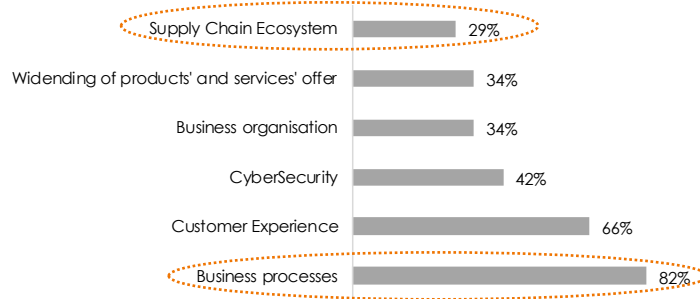 Supply Chain Ecosystem 29%
Widending of products' and services' offer 34%
Business organisation 34%
CyberSecurity 42%
Customer Experience 66%
Business processes 82%